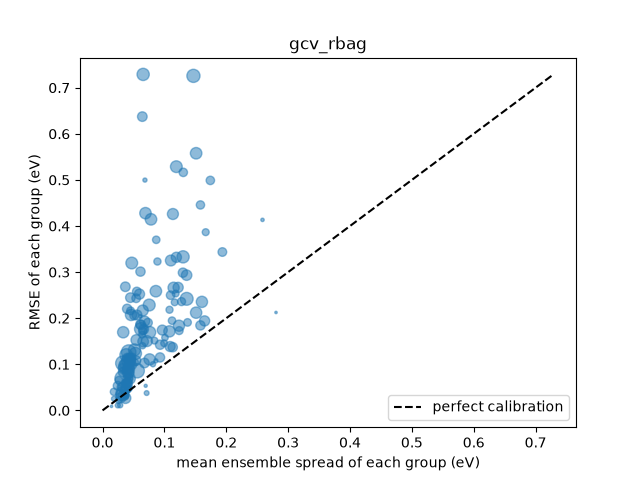 gcv_rbag
RMSE of each group (eV)
0.7
0.6
0.5
0.4
0.3
0.2
0.1
0.0
perfect calibration
0.0 0.1 0.2 0.3 0.4 0.5 0.6 0.7
mean ensemble spread of each group (eV)